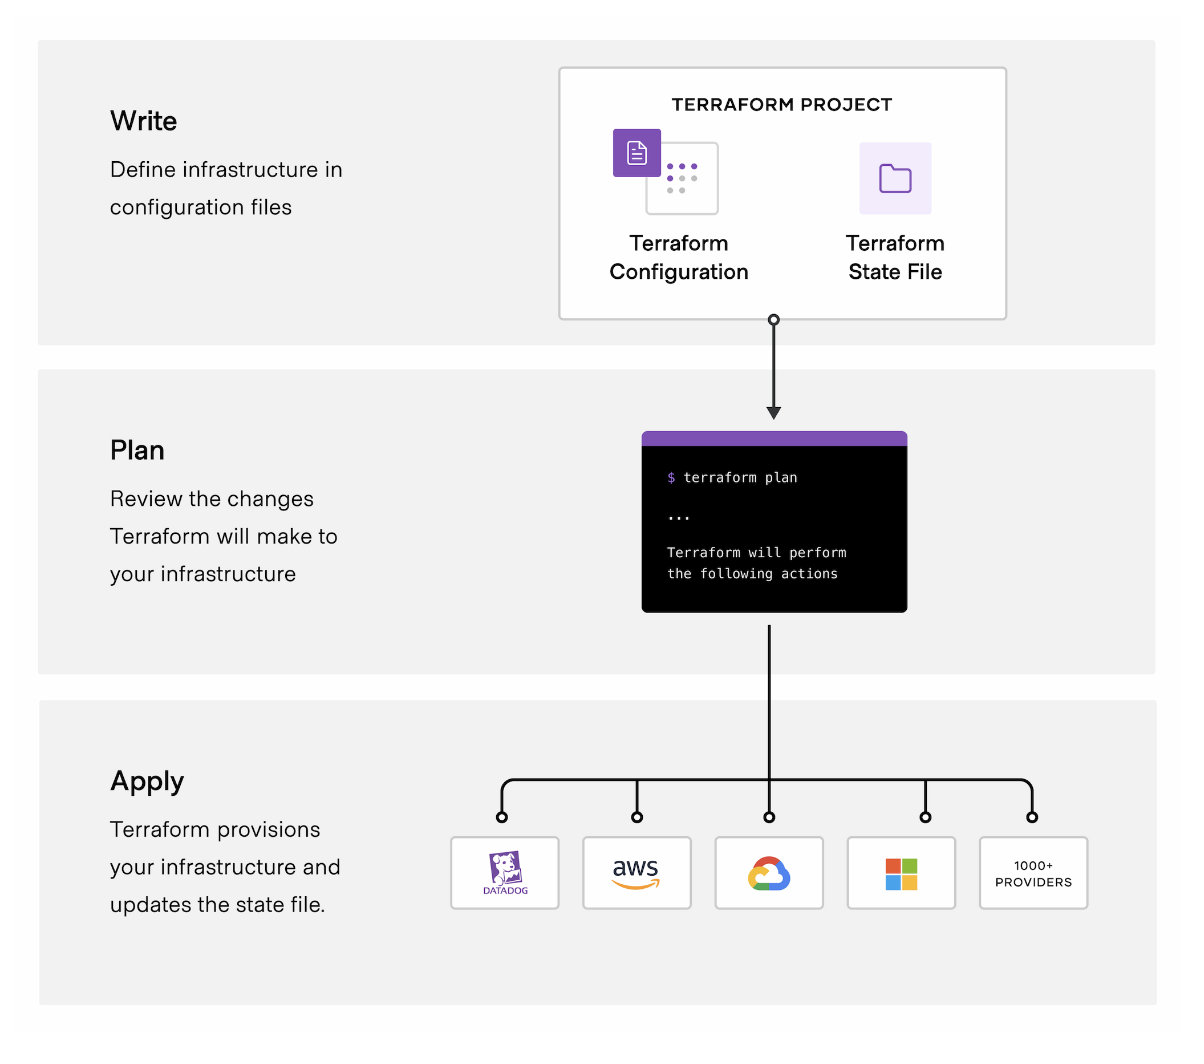 Write
Define infrastructure in
configuration files
TERRAFORM PROJECT
Terraform
Configuration
Terraform
State File
Plan
Review the changes
Terraform will make to
your infrastructure
$ terraform plan
...
Terraform will perform
the following actions
Apply
Terraform provisions
your infrastructure and
updates the state file.
DATADOG
aws
1000+
PROVIDERS